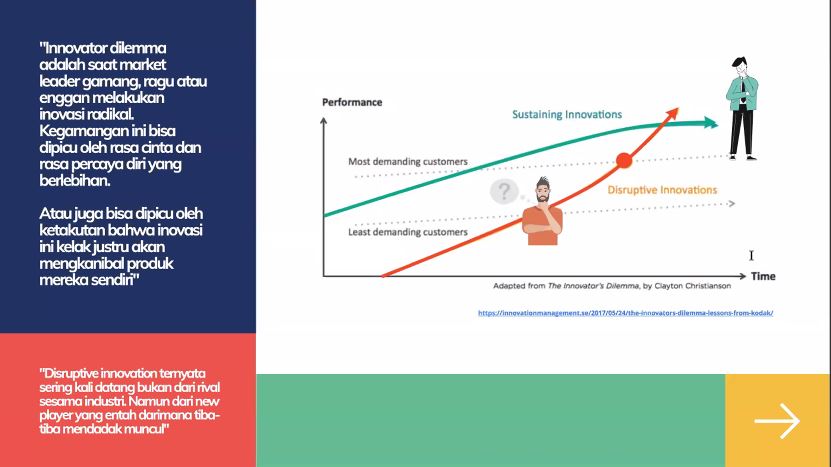 "Innovator dilemma
adalah saat market
leader gamang, ragu atau
enggan melakukan
inovasi radikal.
Kegamangan ini bisa
dipicu oleh rasa cinta dan
rasa percaya diri yang
berlebihan.
Atau juga bisa dipicu oleh
ketakutan bahwa inovasi
ini kelak justru akan
mengkanibal produk
mereka sendiri"
"Disruptive innovation ternyata
sering kali datang bukan dari rival
sesama industri. Namun dari new
player yang entah darimana tiba-
tiba mendadak muncul"
Performance
Sustaining Innovations
Most demanding customers
?
Disruptive Innovations
Least demanding customers
Time
Adapted from The Innovator's Dilemma, by Clayton Christianson
https://innovationmanagement.se/2017/05/24/the-innovators-dilemma-lessons-from-kodak/